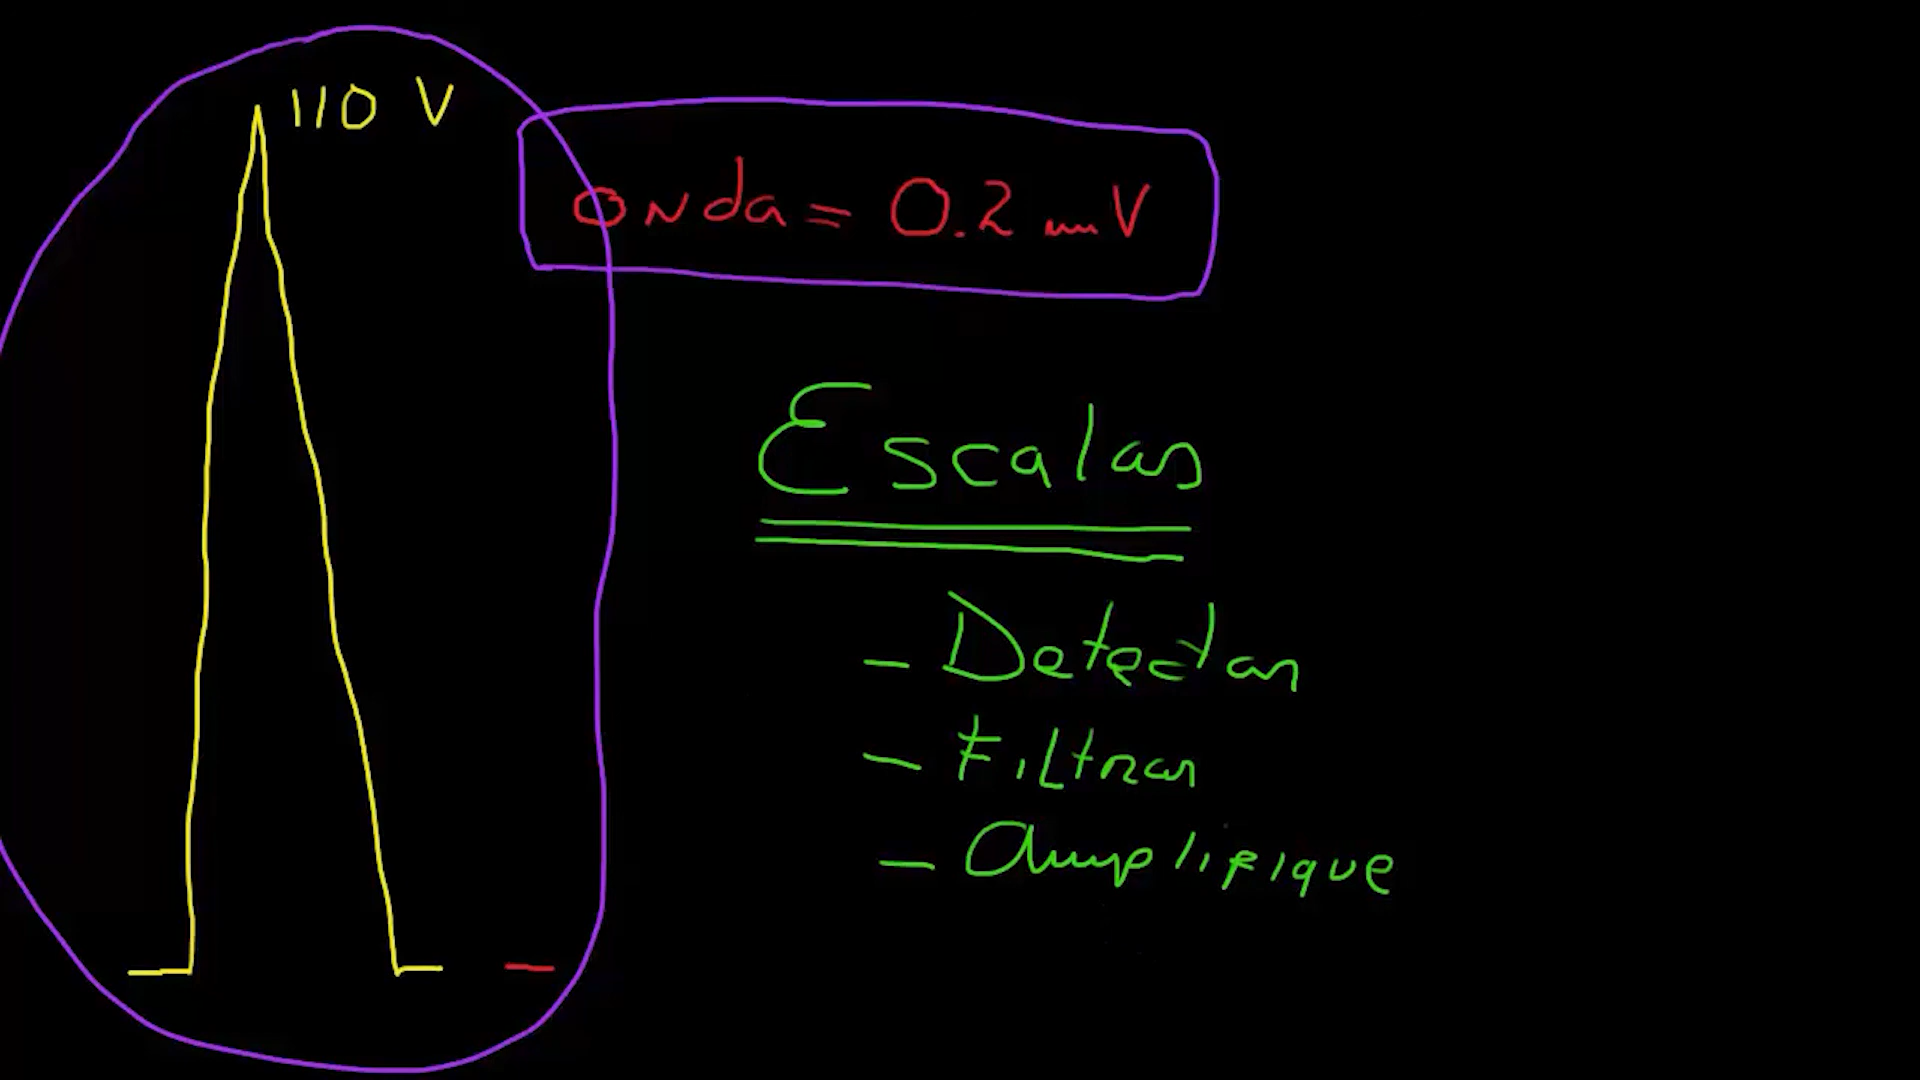 110 V
onda = 0.2 mV
Escalas
- Detectan
- Filtran
- Amplifique